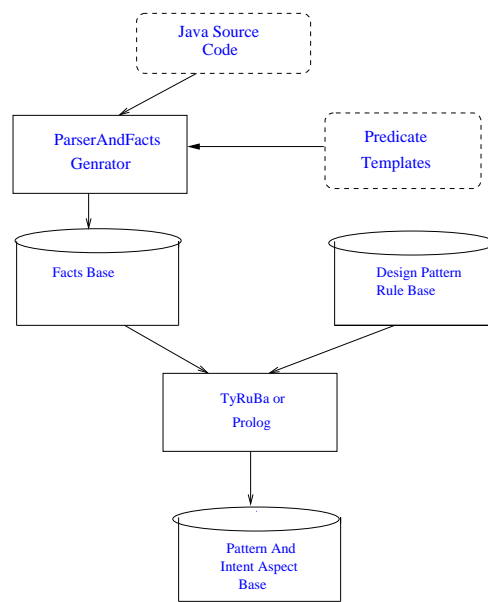 Java Source
Code
ParserAndFacts
Genrator
Predicate
Templates
Facts Base
Design Pattern
Rule Base
TyRuBa or
Prolog
Pattern And
Intent Aspect
Base